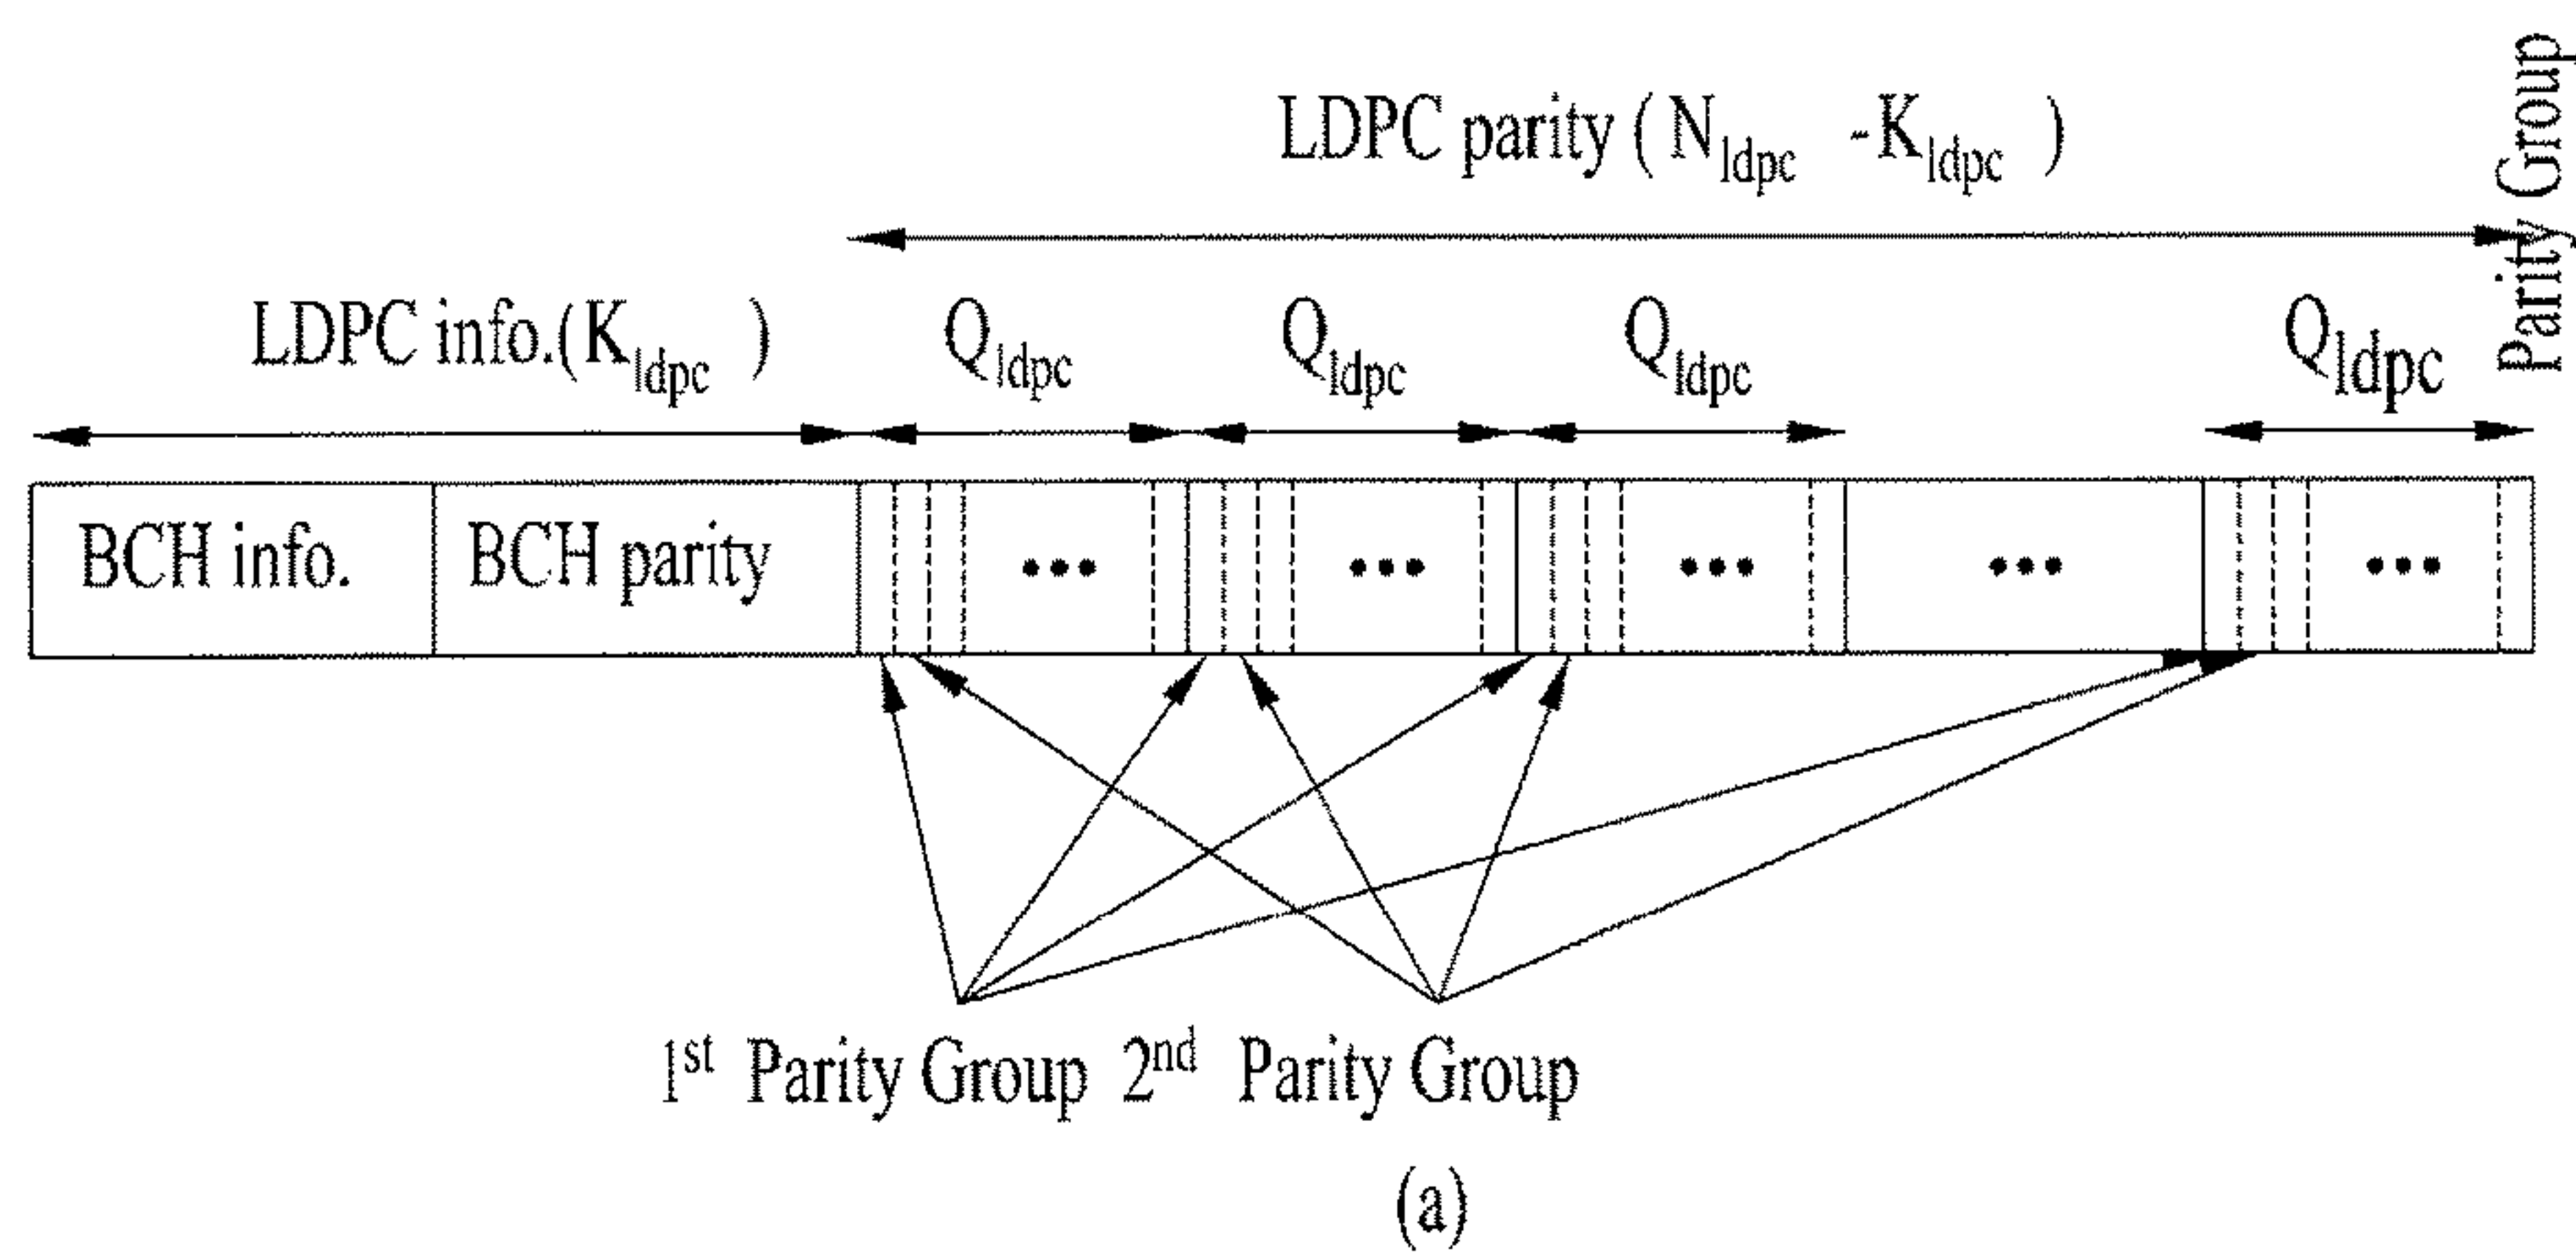 LDPC parity ( N_ldpc -K_ldpc )
Parity Group
LDPC info.( K_ldpc ) Q_ldpc Q_ldpc Q_ldpc Q_ldpc
BCH info. BCH parity ••• ••• ••• ••• •••
1st Parity Group 2nd Parity Group
(a)